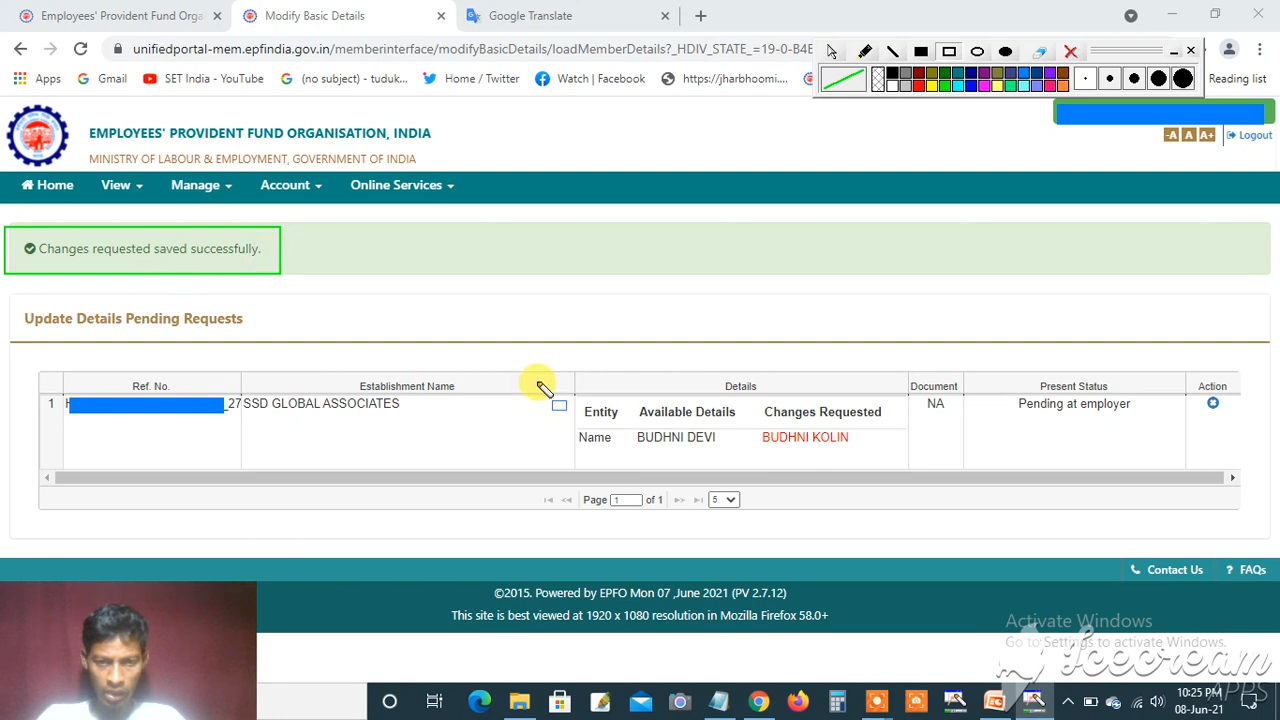 Employees' Provident Fund Orga
Modify Basic Details
Google Translate
unifiedportal-mem.epfindia.gov.in/memberinterface/modifyBasicDetails/loadMemberDetails?_HDIV_STATE_=19-0-B4E
Apps
Gmail
SET India - YouTube
(no subject) - tarkd
Home / Twitter
Watch | Facebook
https://jharbhoomi....
Reading list
EMPLOYEES' PROVIDENT FUND ORGANISATION, INDIA
MINISTRY OF LABOUR & EMPLOYMENT, GOVERNMENT OF INDIA
-A A A+ Logout
Home View Manage Account Online Services
Changes requested saved successfully.
Update Details Pending Requests
Ref. No. Establishment Name Details Document Present Status Action
1 _27 SSD GLOBAL ASSOCIATES NA Pending at employer
Entity Available Details Changes Requested
Name BUDHNI DEVI BUDHNI KOLIN
Page 1 of 1 5
Contact Us ? FAQs
©2015. Powered by EPFO Mon 07 ,June 2021 (PV 2.7.12)
This site is best viewed at 1920 x 1080 resolution in Mozilla Firefox 58.0+
Activate Windows
Go to Settings to activate Windows.
Icecream
APPS
10:25 PM
08-Jun-21